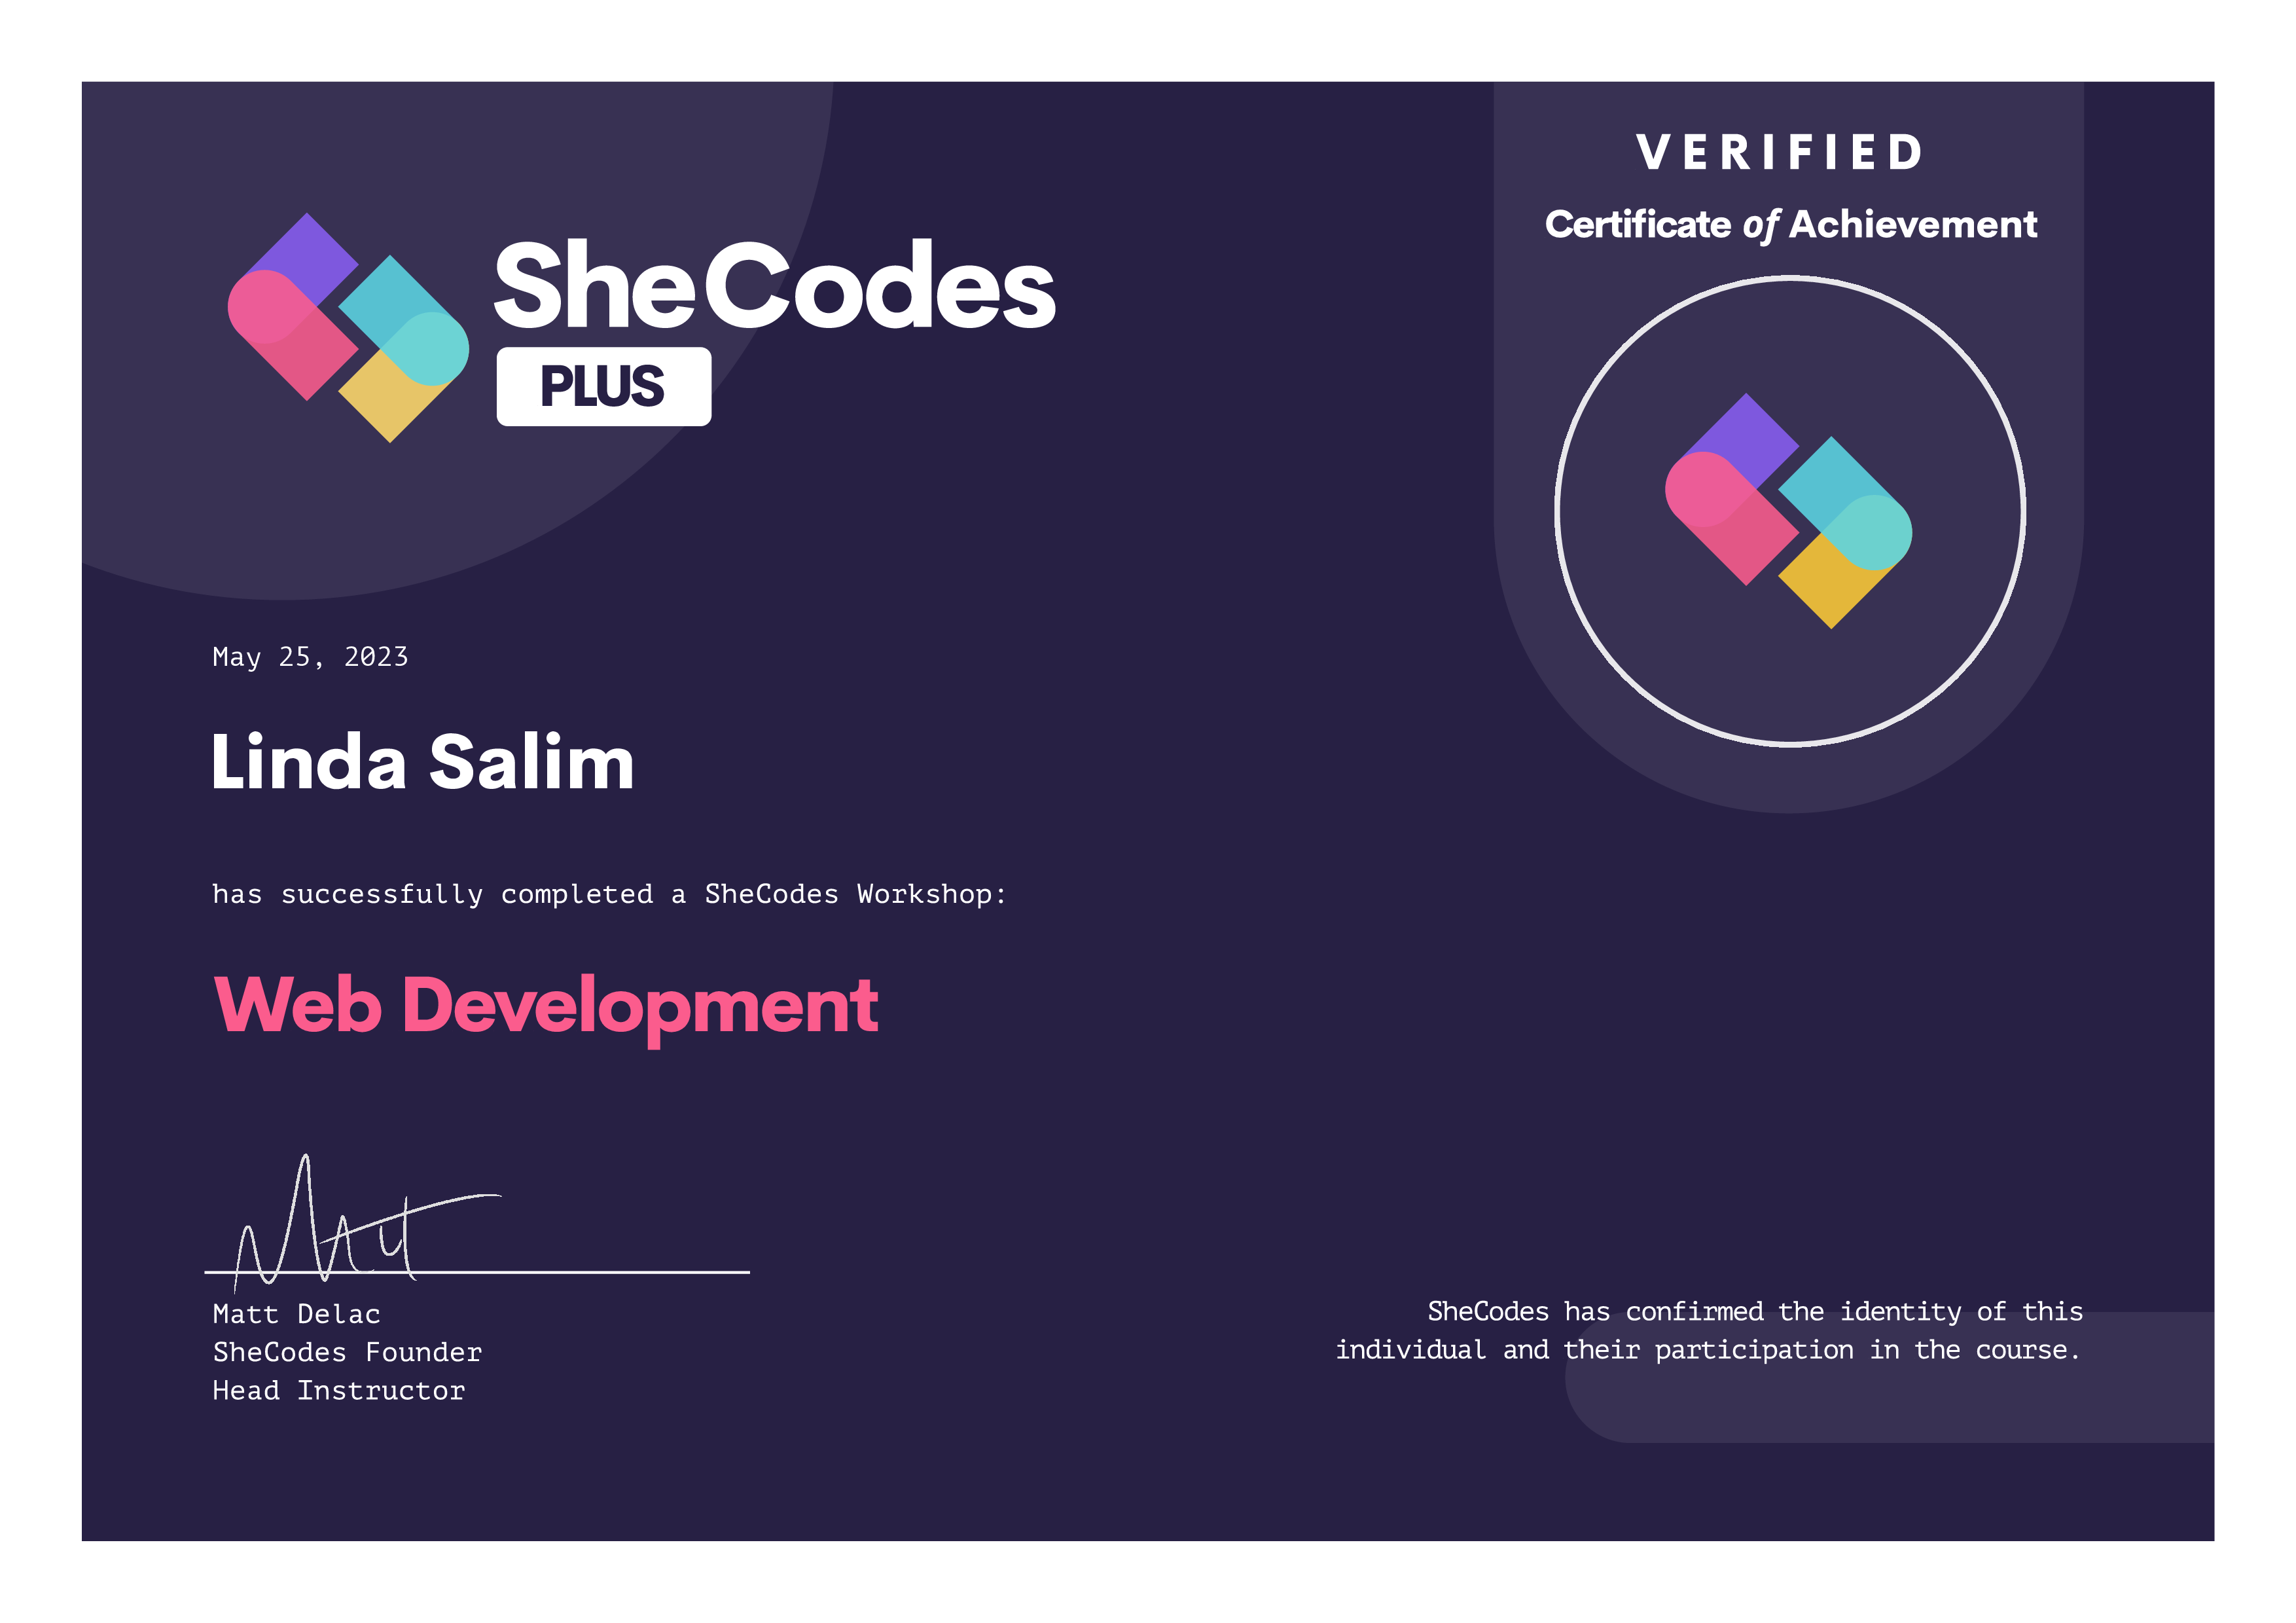 SheCodes
PLUS
VERIFIED
Certificate of Achievement
May 25, 2023
Linda Salim
has successfully completed a SheCodes Workshop:
Web Development
Matt
Matt Delac
SheCodes Founder
Head Instructor
SheCodes has confirmed the identity of this
individual and their participation in the course.